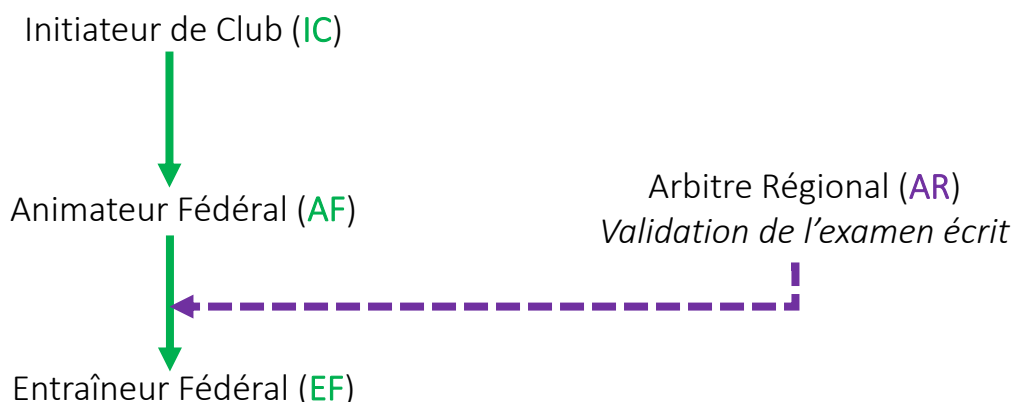 Initiateur de Club (IC)
Animateur Fédéral (AF)
Arbitre Régional (AR)
Validation de l’examen écrit
Entraîneur Fédéral (EF)